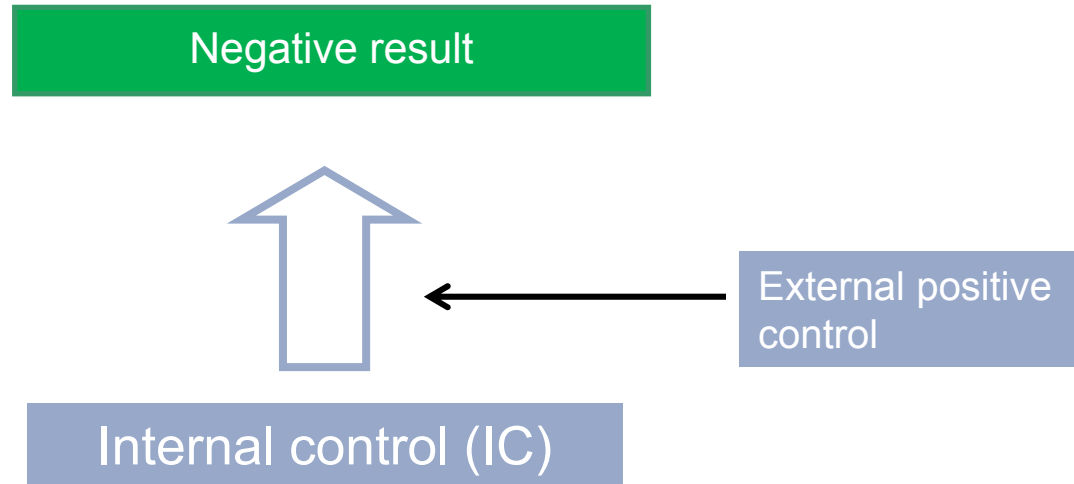 Negative result
External positive
control
Internal control (IC)